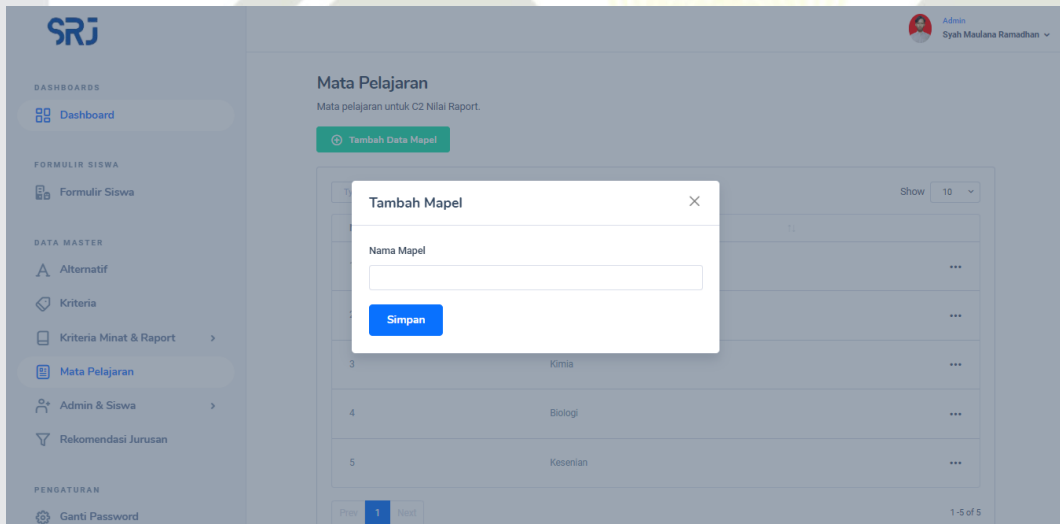 SRJ
Admin
Syah Maulana Ramadhan
DASHBOARDS
Dashboard
FORMULIR SISWA
Formulir Siswa
DATA MASTER
Alternatif
Kriteria
Kriteria Minat & Raport
Mata Pelajaran
Admin & Siswa
Rekomendasi Jurusan
PENGATURAN
Ganti Password
Mata Pelajaran
Mata pelajaran untuk C2 Nilai Raport.
Tambah Data Mapel
Show 10
Tambah Mapel
Nama Mapel
Simpan
3 Kimia
4 Biologi
5 Kesenian
Prev 1 Next
1-5 of 5